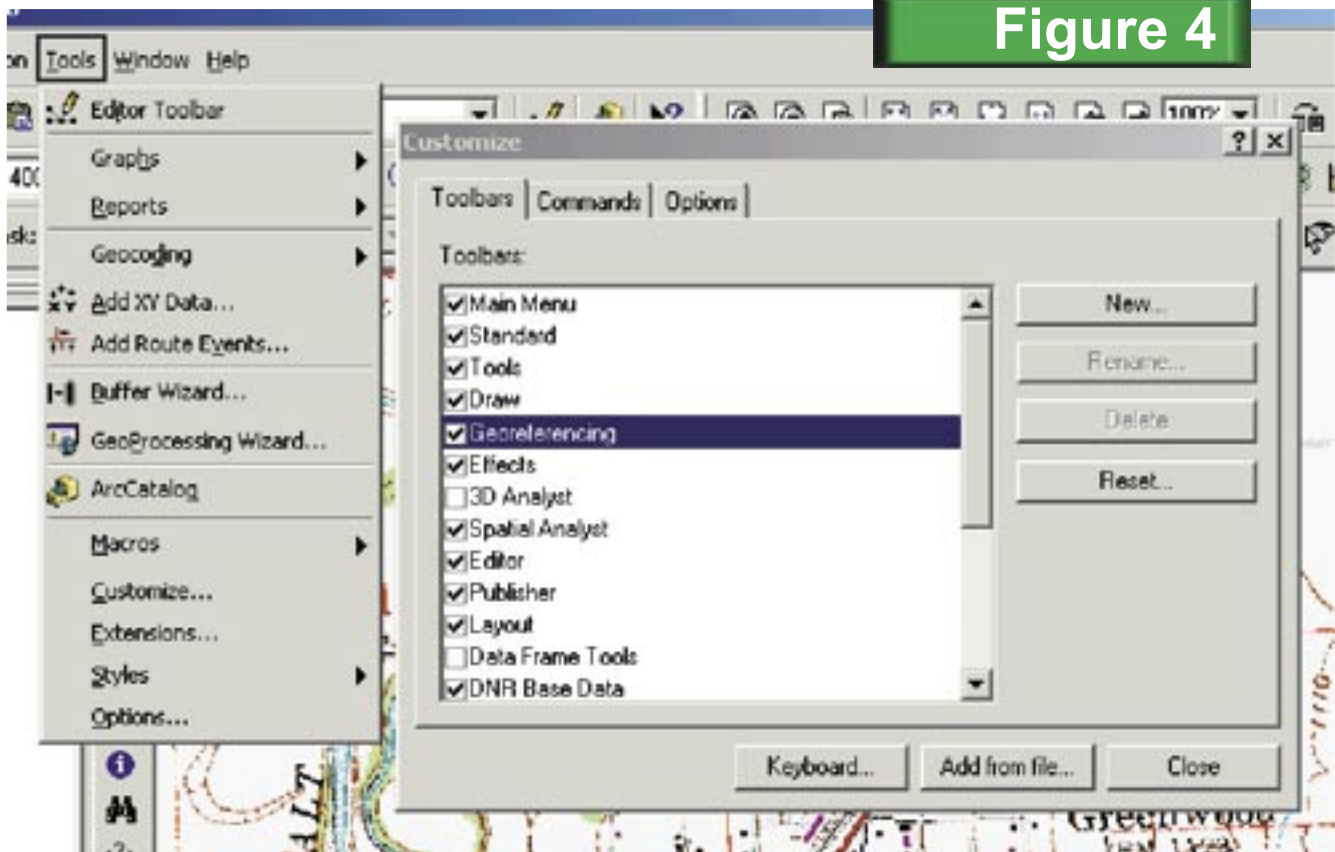 Figure 4
on Tools Window Help
Editor Toolbar
Graphs
Reports
Geocoding
Add XY Data...
Add Route Events...
Buffer Wizard...
GeoProcessing Wizard...
ArcCatalog
Macros
Customize...
Extensions...
Styles
Options...
100%
400
sk:
Customize
Toolbars Commands Options
Toolbars:
Main Menu
Standard
Tools
Draw
Georeferencing
Effects
3D Analyst
Spatial Analyst
Editor
Publisher
Layout
Data Frame Tools
DNR Base Data
New...
Rename...
Delete
Reset...
Keyboard... Add from file... Close
Greenwood